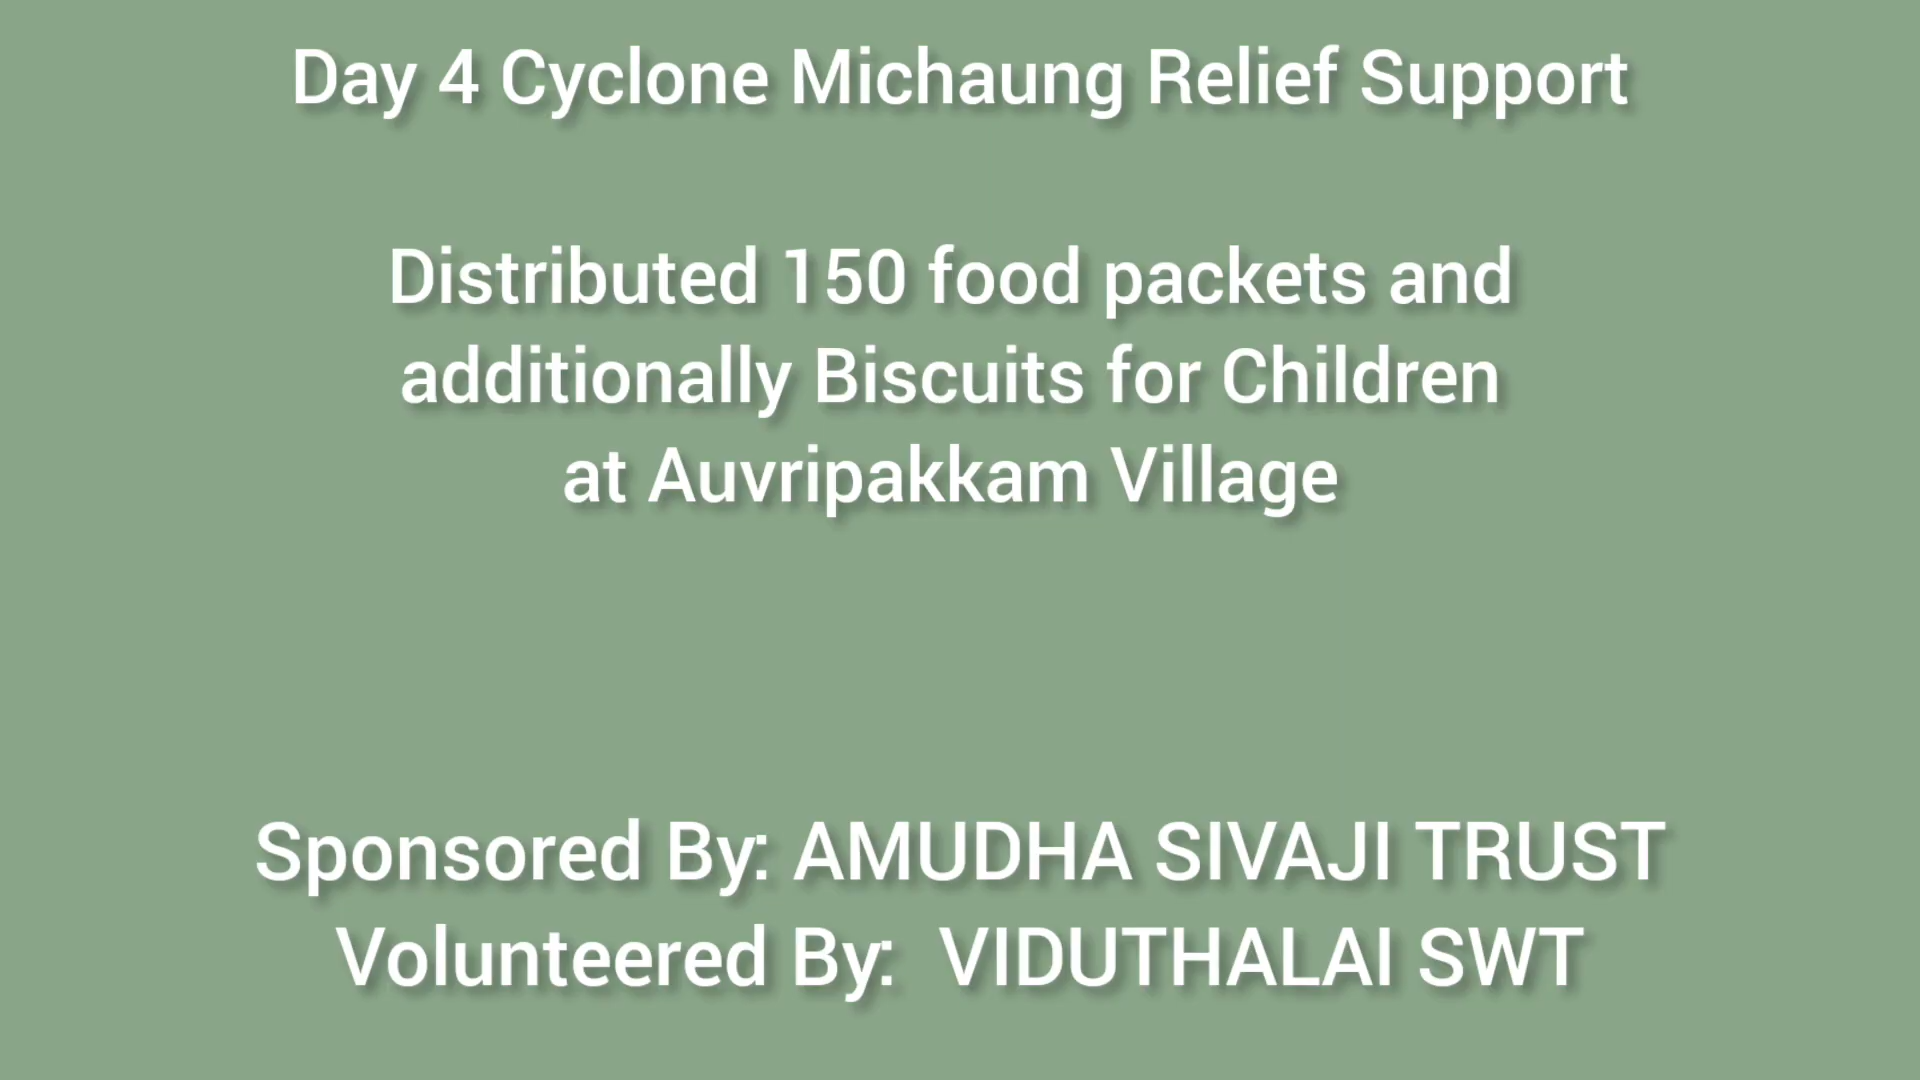 Day 4 Cyclone Michaung Relief Support
Distributed 150 food packets and
additionally Biscuits for Children
at Auvripakkam Village
Sponsored By: AMUDHA SIVAJI TRUST
Volunteered By:  VIDUTHALAI SWT